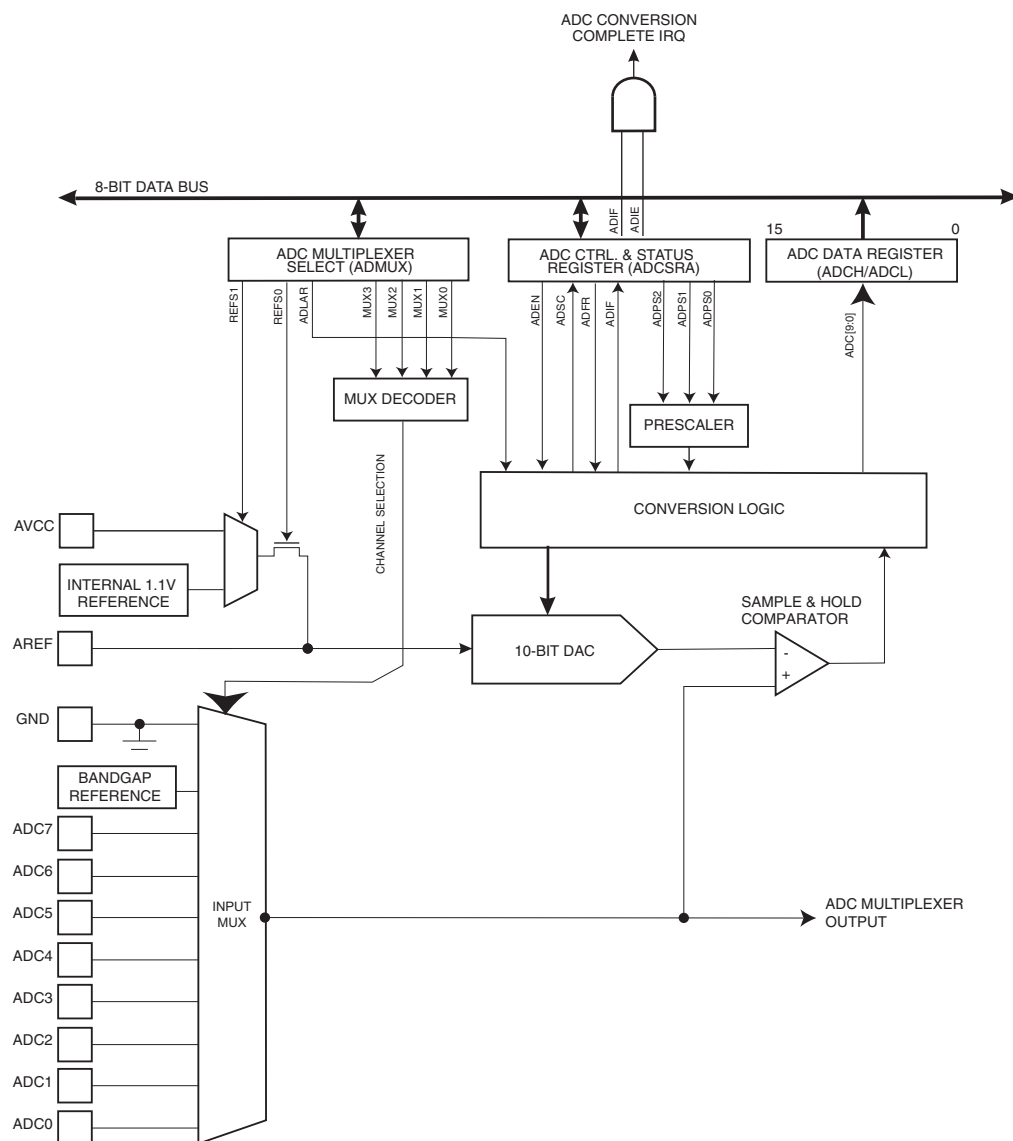 ADC CONVERSION
COMPLETE IRQ
8-BIT DATA BUS
ADIF
ADIE
15
0
ADC MULTIPLEXER
SELECT (ADMUX)
ADC CTRL. & STATUS
REGISTER (ADCSRA)
ADC DATA REGISTER
(ADCH/ADCL)
REFS1
REFS0
ADLAR
MUX3
MUX2
MUX1
MUX0
ADEN
ADSC
ADFR
ADIF
ADPS2
ADPS1
ADPS0
ADC[9:0]
MUX DECODER
PRESCALER
CHANNEL SELECTION
CONVERSION LOGIC
AVCC
INTERNAL 1.1V
REFERENCE
SAMPLE & HOLD
COMPARATOR
AREF
10-BIT DAC
-
+
GND
BANDGAP
REFERENCE
ADC7
ADC6
ADC5
INPUT
MUX
ADC MULTIPLEXER
OUTPUT
ADC4
ADC3
ADC2
ADC1
ADC0